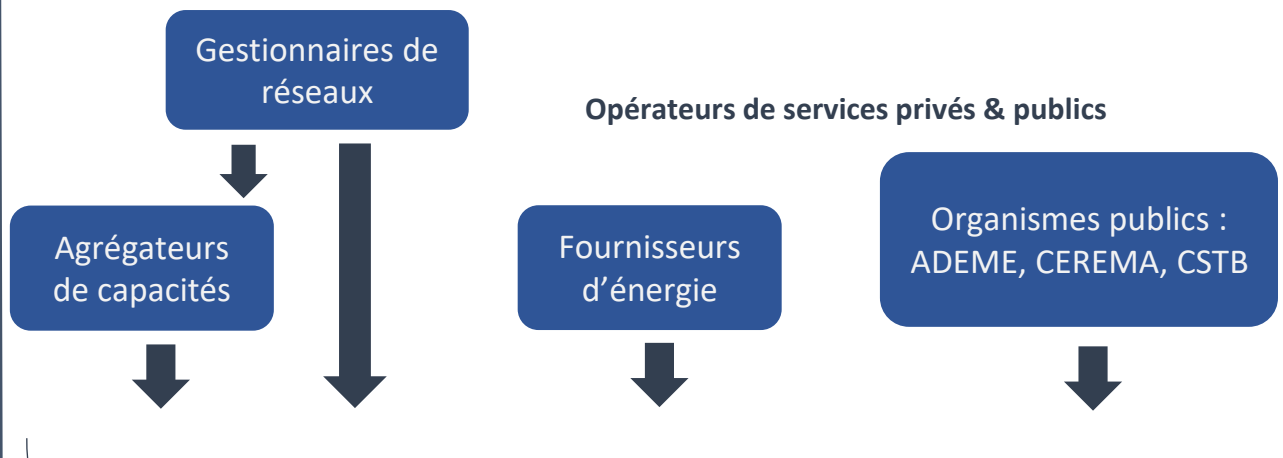 Gestionnaires de
réseaux
Opérateurs de services privés & publics
Agrégateurs
de capacités
Fournisseurs
d’énergie
Organismes publics :
ADEME, CEREMA, CSTB